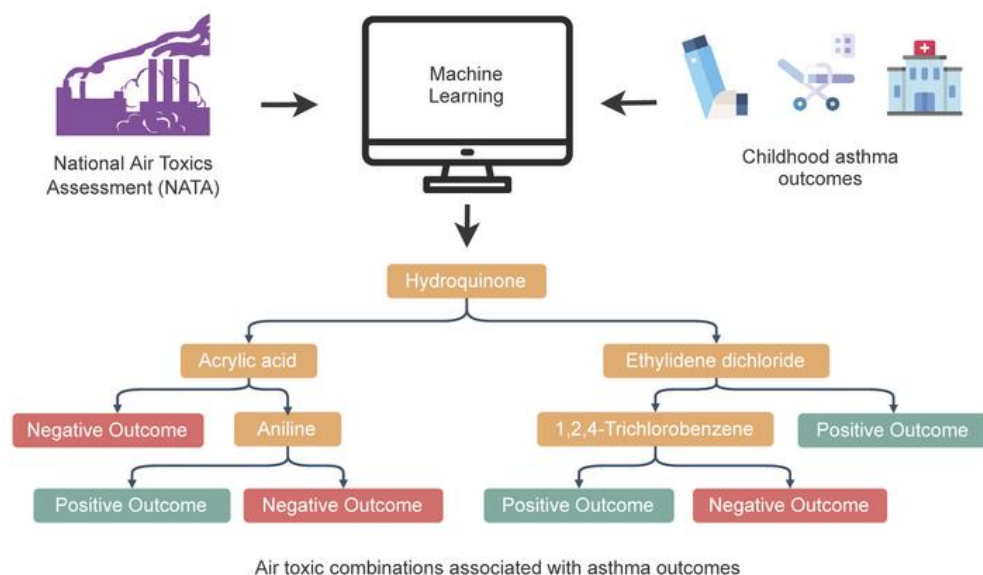 Machine
Learning
National Air Toxics
Assessment (NATA)
Childhood asthma
outcomes
Hydroquinone
Acrylic acid
Ethylidene dichloride
Negative Outcome
Aniline
1,2,4-Trichlorobenzene
Positive Outcome
Positive Outcome
Negative Outcome
Positive Outcome
Negative Outcome
Air toxic combinations associated with asthma outcomes